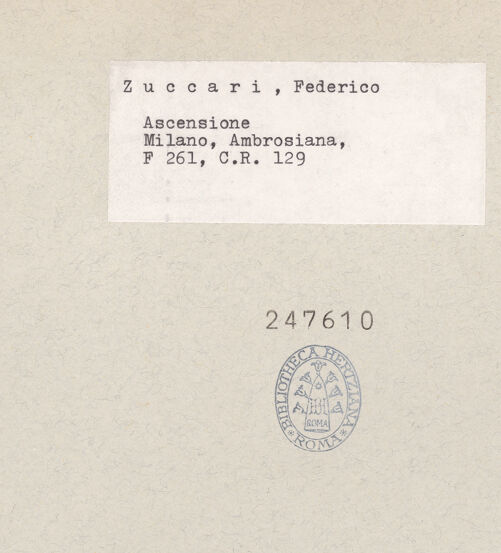 Zuccari, Federico
Ascensione
Milano, Ambrosiana,
F 261, C.R. 129
247610
BIBLIOTHECA HERTZIANA
ROMA
* ROMA *